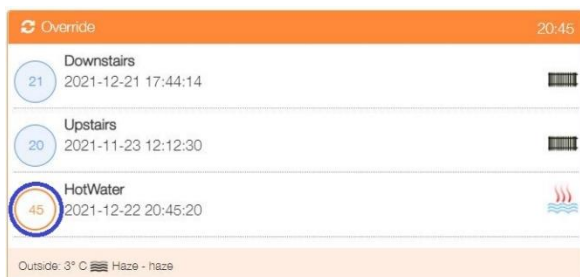 Override 20:45
Downstairs
21 2021-12-21 17:44:14
Upstairs
20 2021-11-23 12:12:30
HotWater
45 2021-12-22 20:45:20
Outside: 3° C Haze - haze